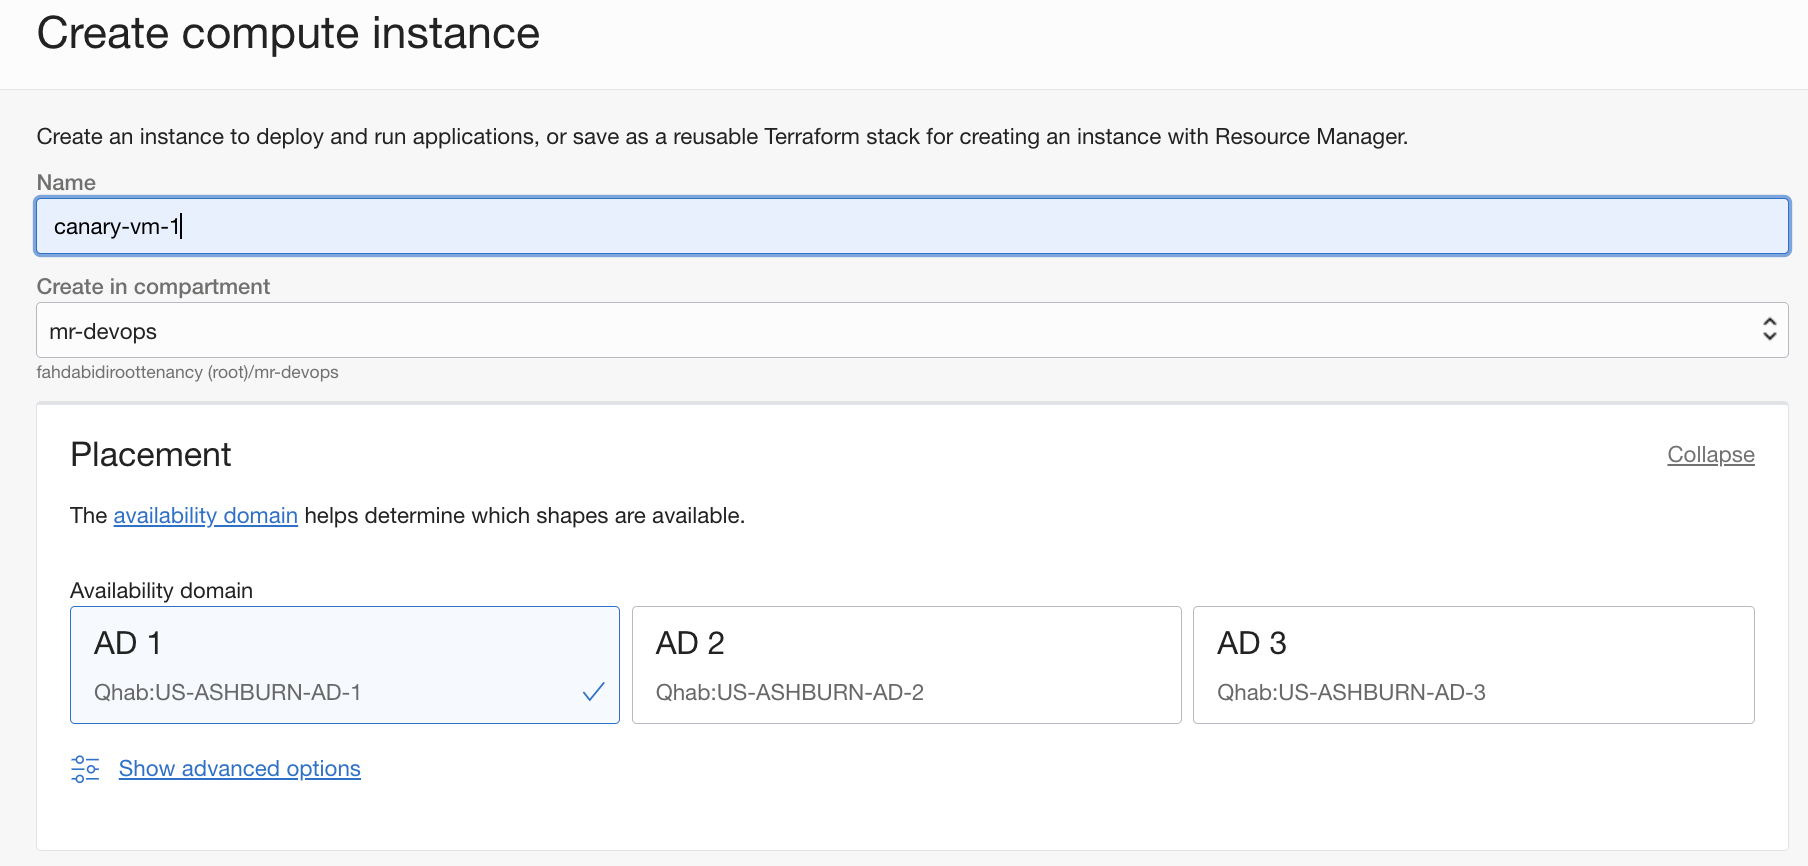 Create compute instance
Create an instance to deploy and run applications, or save as a reusable Terraform stack for creating an instance with Resource Manager.
Name
canary-vm-1
Create in compartment
mr-devops
fahdabidiroottenancy (root)/mr-devops
Placement
Collapse
The availability domain helps determine which shapes are available.
Availability domain
AD 1
Qhab:US-ASHBURN-AD-1
AD 2
Qhab:US-ASHBURN-AD-2
AD 3
Qhab:US-ASHBURN-AD-3
Show advanced options